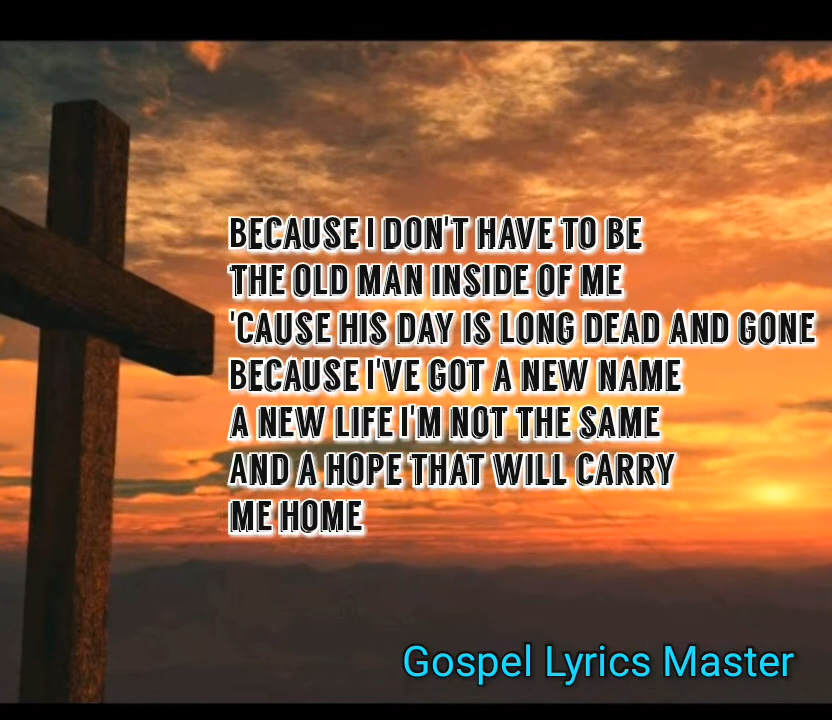 BECAUSE I DON'T HAVE TO BE
THE OLD MAN INSIDE OF ME
'CAUSE HIS DAY IS LONG DEAD AND GONE
BECAUSE I'VE GOT A NEW NAME
A NEW LIFE I'M NOT THE SAME
AND A HOPE THAT WILL CARRY
ME HOME
Gospel Lyrics Master